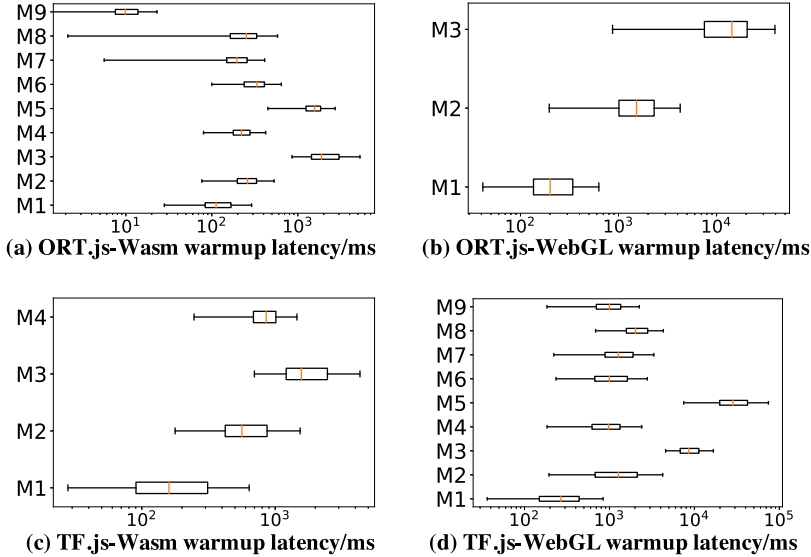 M9
M8
M7
M6
M5
M4
M3
M2
M1
10¹ 10² 10³
(a) ORT.js-Wasm warmup latency/ms
M3
M2
M1
10² 10³ 10⁴
(b) ORT.js-WebGL warmup latency/ms
M4
M3
M2
M1
10² 10³
(c) TF.js-Wasm warmup latency/ms
M9
M8
M7
M6
M5
M4
M3
M2
M1
10² 10³ 10⁴ 10⁵
(d) TF.js-WebGL warmup latency/ms